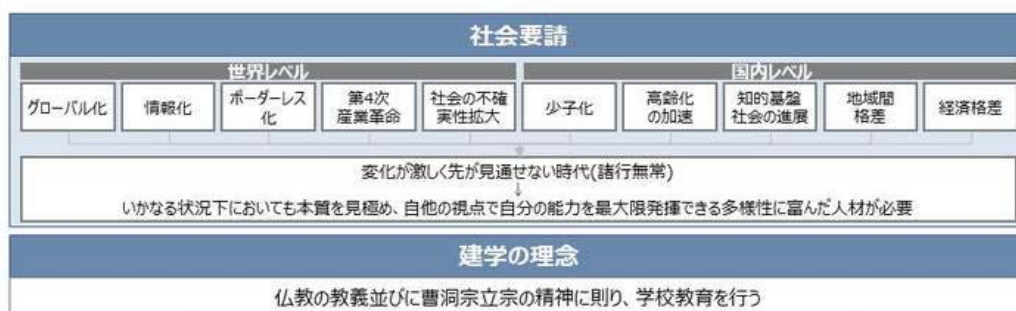 社会要請
世界レベル
国内レベル
グローバル化
情報化
ボーダーレス
化
第4次
産業革命
社会の不確
実性拡大
少子化
高齢化
の加速
知的基盤
社会の進展
地域間
格差
経済格差
変化が激しく先が見通せない時代(諸行無常)
↓
いかなる状況下においても本質を見極め、自他の視点で自分の能力を最大限発揮できる多様性に富んだ人材が必要
建学の理念
仏教の教義並びに曹洞宗立宗の精神に則り、学校教育を行う